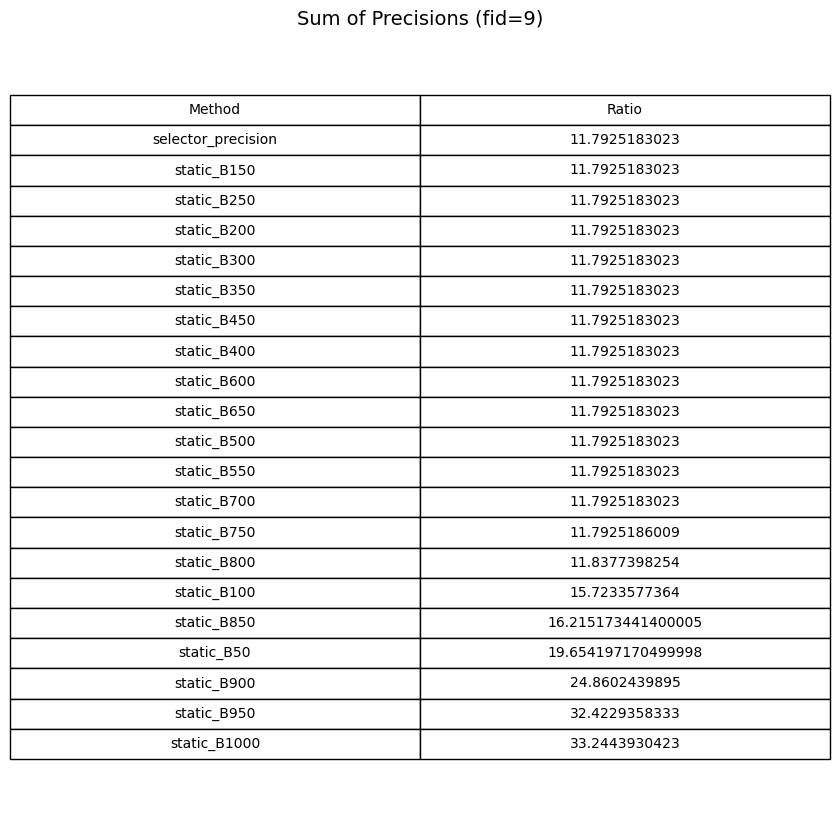 Sum of Precisions (fid=9)
Method Ratio
selector_precision 11.7925183023
static_B150 11.7925183023
static_B250 11.7925183023
static_B200 11.7925183023
static_B300 11.7925183023
static_B350 11.7925183023
static_B450 11.7925183023
static_B400 11.7925183023
static_B600 11.7925183023
static_B650 11.7925183023
static_B500 11.7925183023
static_B550 11.7925183023
static_B700 11.7925183023
static_B750 11.7925186009
static_B800 11.8377398254
static_B100 15.7233577364
static_B850 16.215173441400005
static_B50 19.654197170499998
static_B900 24.8602439895
static_B950 32.4229358333
static_B1000 33.2443930423